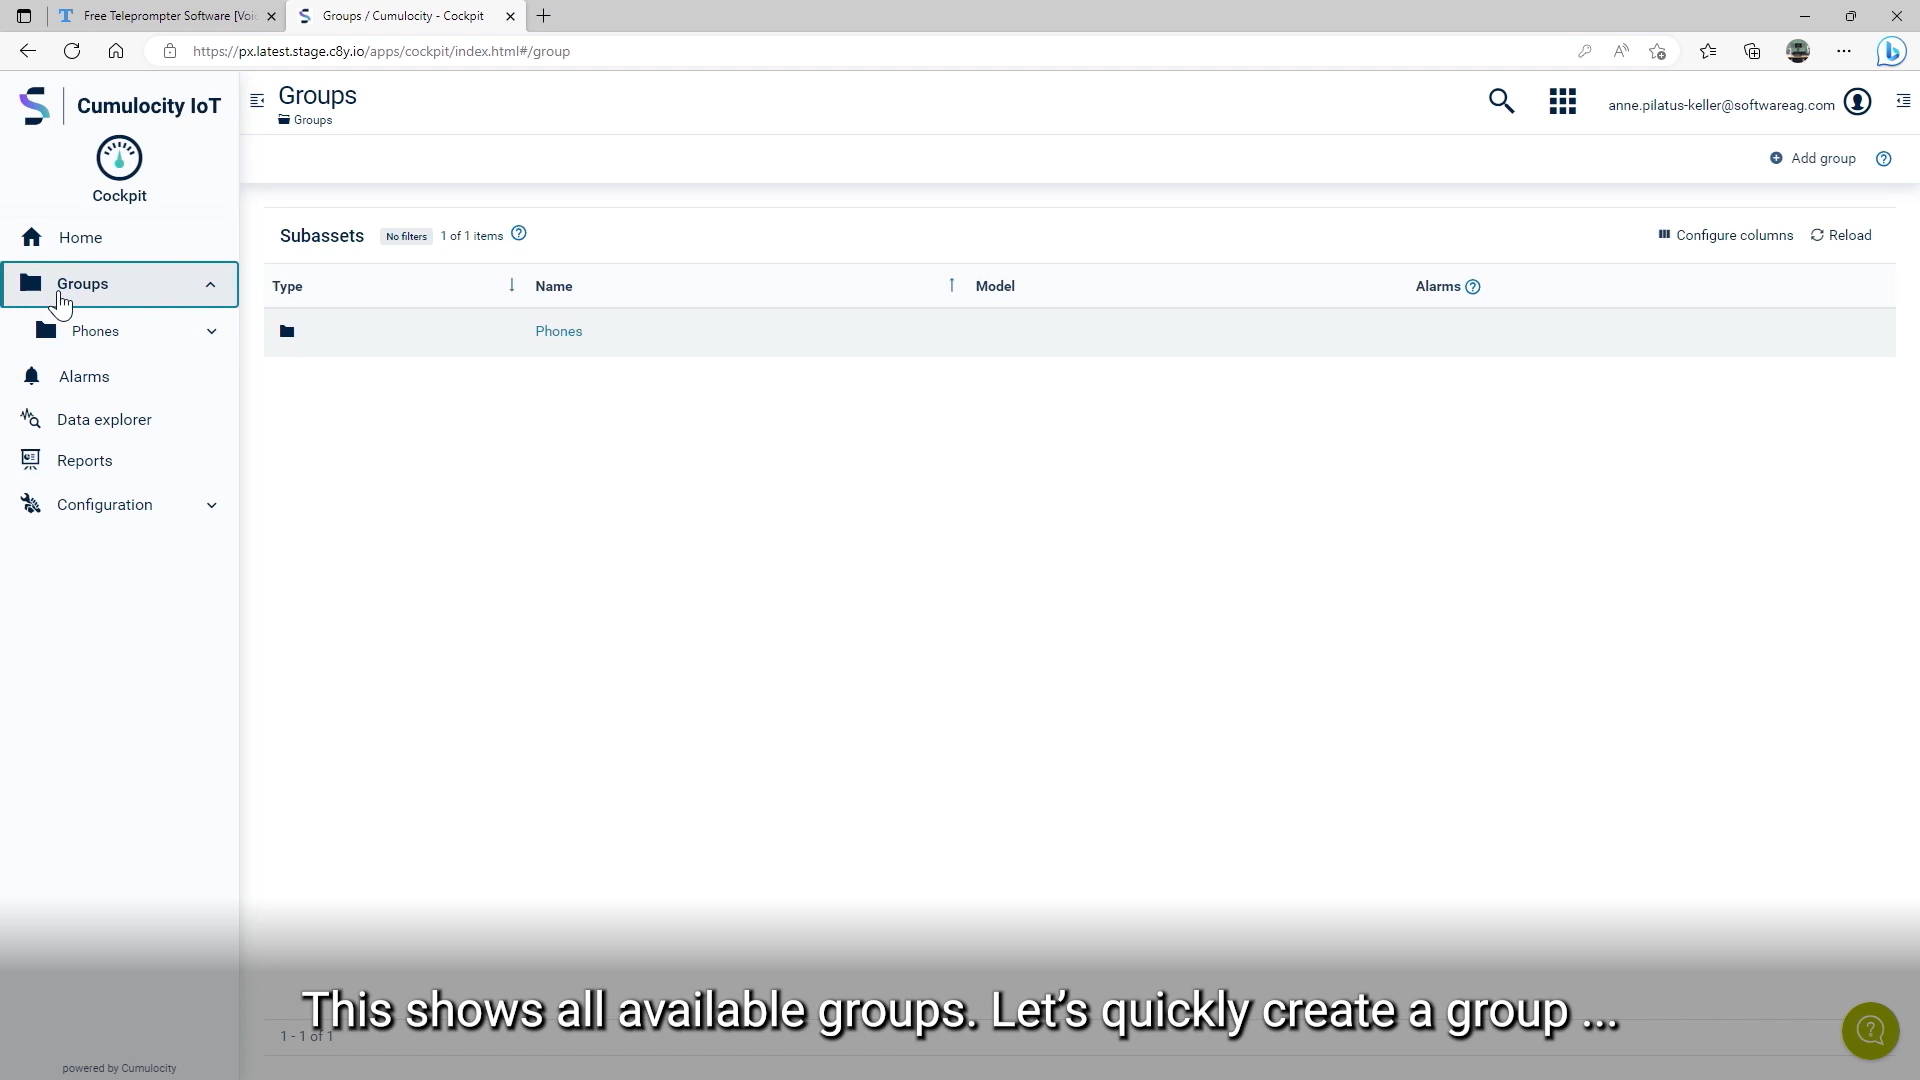 Free Teleprompter Software [Voic
Groups / Cumulocity - Cockpit
https://px.latest.stage.c8y.io/apps/cockpit/index.html#/group
Cumulocity IoT
Groups
Groups
anne.pilatus-keller@softwareag.com
Cockpit
Add group
Home
Groups
Phones
Alarms
Data explorer
Reports
Configuration
Subassets
No filters
1 of 1 items
Configure columns
Reload
Type
Name
Model
Alarms
Phones
This shows all available groups. Let's quickly create a group ...
1 - 1 of 1
powered by Cumulocity